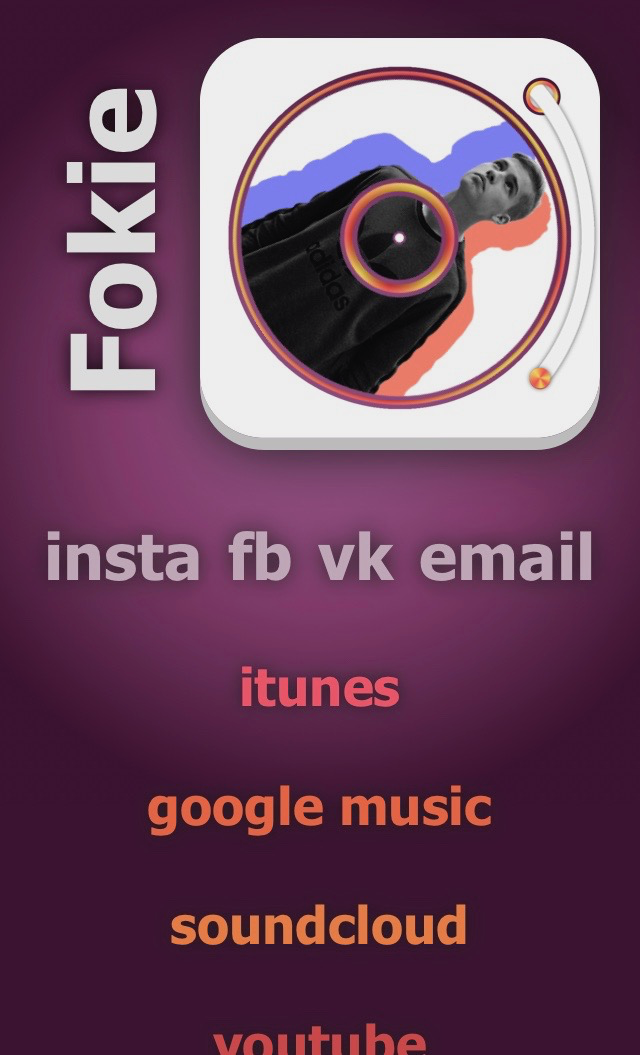 Fokie
adidas
insta fb vk email
itunes
google music
soundcloud
youtube